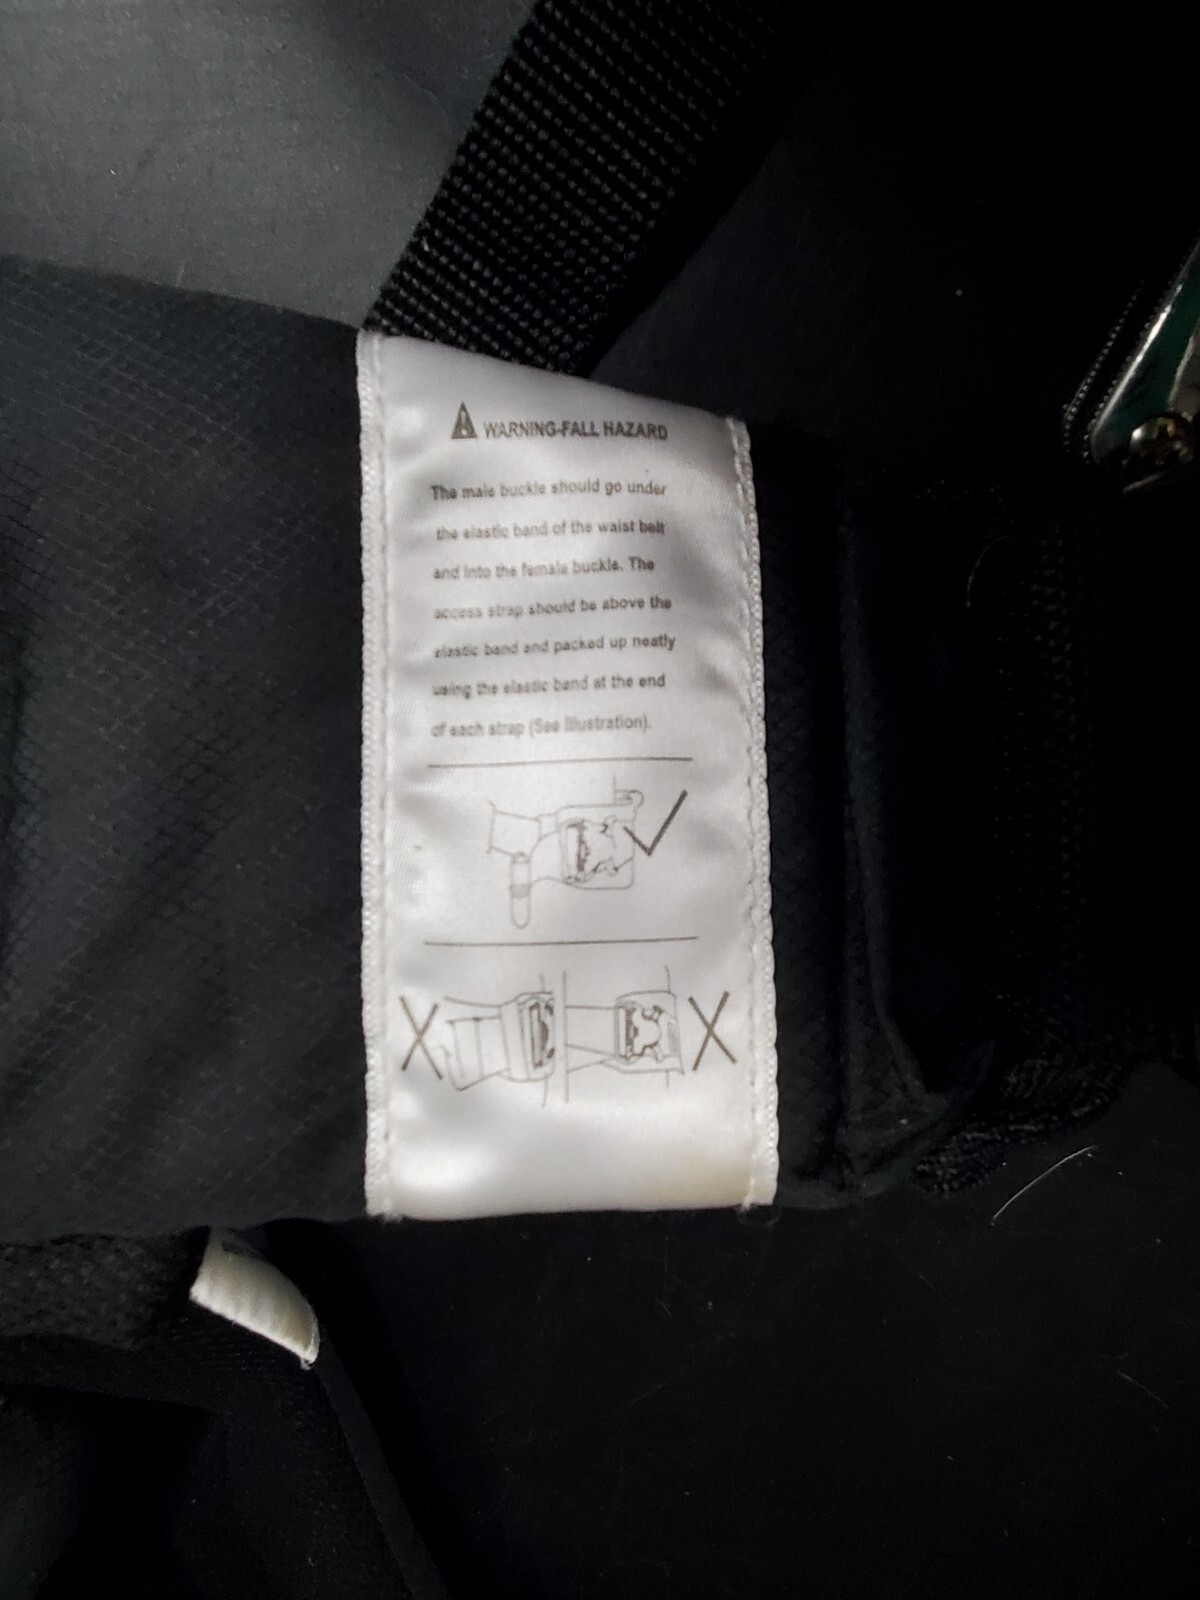 WARNING-FALL HAZARD
The male buckle should go under
the elastic band of the waist belt
and into the female buckle. The
access strap should be above the
elastic band and packed up neatly
using the elastic band at the end
of each strap (See Illustration).